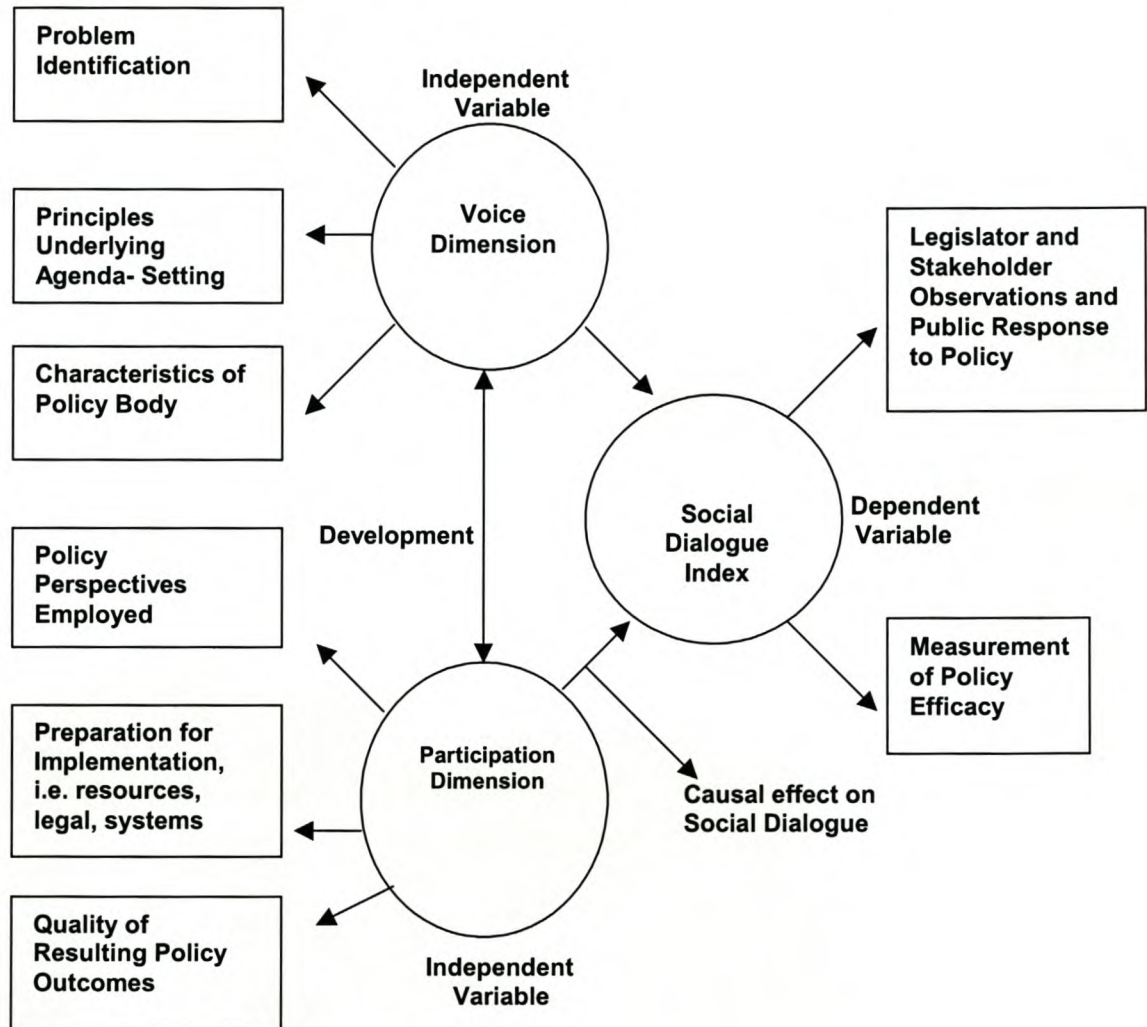 Problem
Identification
Independent
Variable
Voice
Dimension
Principles
Underlying
Agenda- Setting
Characteristics of
Policy Body
Legislator and
Stakeholder
Observations and
Public Response
to Policy
Development
Social
Dialogue
Index
Dependent
Variable
Policy
Perspectives
Employed
Measurement
of Policy
Efficacy
Preparation for
Implementation,
i.e. resources,
legal, systems
Participation
Dimension
Causal effect on
Social Dialogue
Quality of
Resulting Policy
Outcomes
Independent
Variable